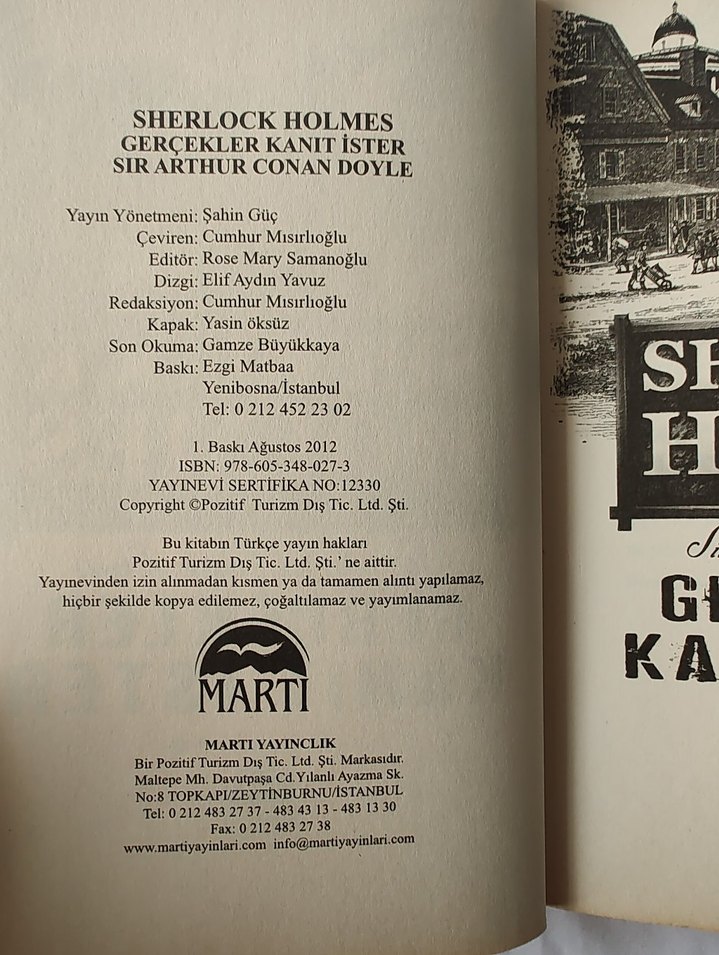 SHERLOCK HOLMES
GERÇEKLER KANIT İSTER
SIR ARTHUR CONAN DOYLE
Yayın Yönetmeni: Şahin Güç
Çeviren: Cumhur Mısırlıoğlu
Editör: Rose Mary Samanoğlu
Dizgi: Elif Aydın Yavuz
Redaksiyon: Cumhur Mısırlıoğlu
Kapak: Yasin öksüz
Son Okuma: Gamze Büyükkaya
Baskı: Ezgi Matbaa
Yenibosna/İstanbul
Tel: 0 212 452 23 02
1. Baskı Ağustos 2012
ISBN: 978-605-348-027-3
YAYINEVİ SERTİFİKA NO:12330
Copyright ©Pozitif Turizm Dış Tic. Ltd. Şti.
Bu kitabın Türkçe yayın hakları
Pozitif Turizm Dış Tic. Ltd. Şti.' ne aittir.
Yayınevinden izin alınmadan kısmen ya da tamamen alıntı yapılamaz,
hiçbir şekilde kopya edilemez, çoğaltılamaz ve yayımlanamaz.
MARTI
MARTI YAYINCLIK
Bir Pozitif Turizm Dış Tic. Ltd. Şti. Markasıdır.
Maltepe Mh. Davutpaşa Cd.Yılanlı Ayazma Sk.
No:8 TOPKAPI/ZEYTİNBURNU/İSTANBUL
Tel: 0 212 483 27 37 - 483 43 13 - 483 13 30
Fax: 0 212 483 27 38
www.martiyayinlari.com info@martiyayinlari.com
SH
H
KA